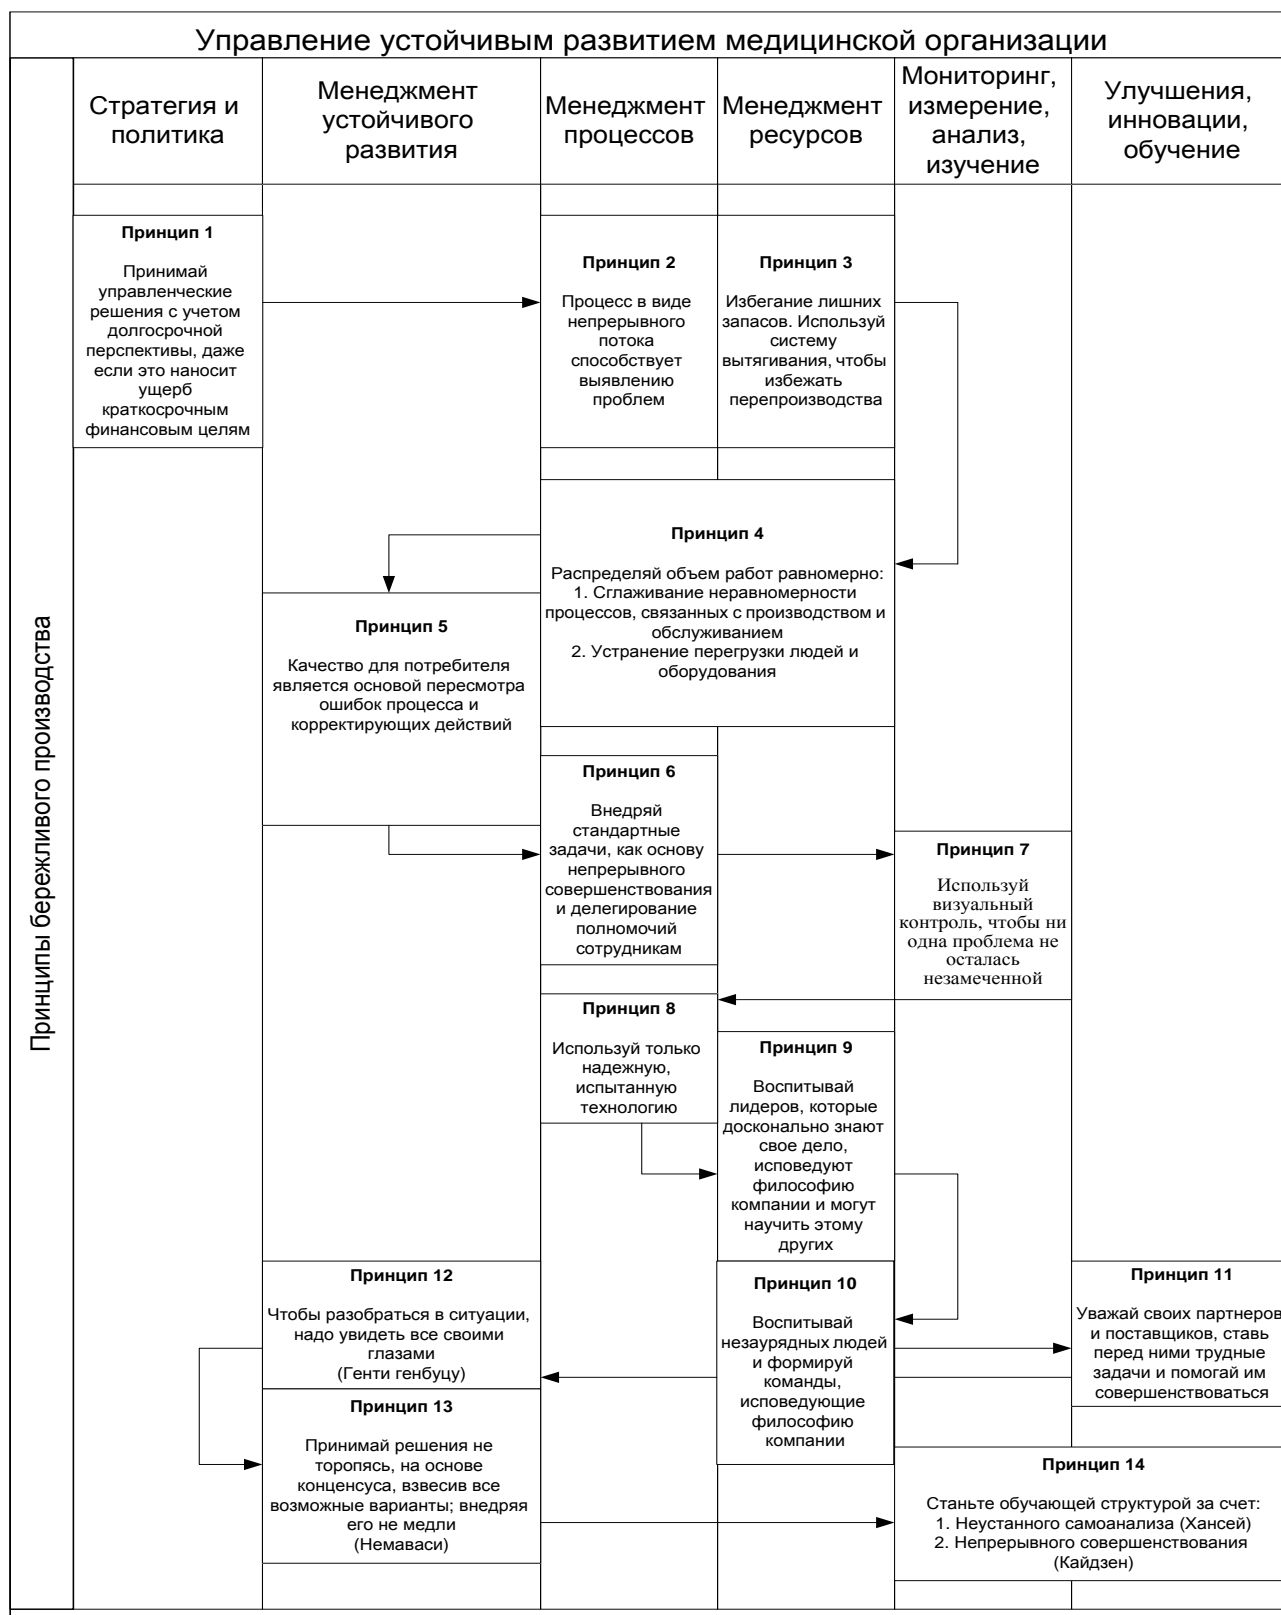 Управление устойчивым развитием медицинской организации
Принципы бережливого производства
Стратегия и
политика
Менеджмент
устойчивого
развития
Менеджмент
процессов
Менеджмент
ресурсов
Мониторинг,
измерение,
анализ,
изучение
Улучшения,
инновации,
обучение
Принцип 1
Принимай
управленческие
решения с учетом
долгосрочной
перспективы, даже
если это наносит
ущерб
краткосрочным
финансовым целям
Принцип 2
Процесс в виде
непрерывного
потока
способствует
выявлению
проблем
Принцип 3
Избегание лишних
запасов. Используй
систему
вытягивания, чтобы
избежать
перепроизводства
Принцип 4
Распределяй объем работ равномерно:
1. Сглаживание неравномерности
процессов, связанных с производством и
обслуживанием
2. Устранение перегрузки людей и
оборудования
Принцип 5
Качество для потребителя
является основой пересмотра
ошибок процесса и
корректирующих действий
Принцип 6
Внедряй
стандартные
задачи, как основу
непрерывного
совершенствования
и делегирование
полномочий
сотрудникам
Принцип 7
Используй
визуальный
контроль, чтобы ни
одна проблема не
осталась
незамеченной
Принцип 8
Используй только
надежную,
испытанную
технологию
Принцип 9
Воспитывай
лидеров, которые
досконально знают
свое дело,
исповедуют
философию
компании и могут
научить этому
других
Принцип 10
Воспитывай
незаурядных людей
и формируй
команды,
исповедующие
философию
компании
Принцип 11
Уважай своих партнеров
и поставщиков, ставь
перед ними трудные
задачи и помогай им
совершенствоваться
Принцип 12
Чтобы разобраться в ситуации,
надо увидеть все своими
глазами
(Генти генбуцу)
Принцип 13
Принимай решения не
торопясь, на основе
конценсуса, взвесив все
возможные варианты; внедряя
его не медли
(Немаваси)
Принцип 14
Станьте обучающей структурой за счет:
1. Неустанного самоанализа (Хансей)
2. Непрерывного совершенствования
(Кайдзен)